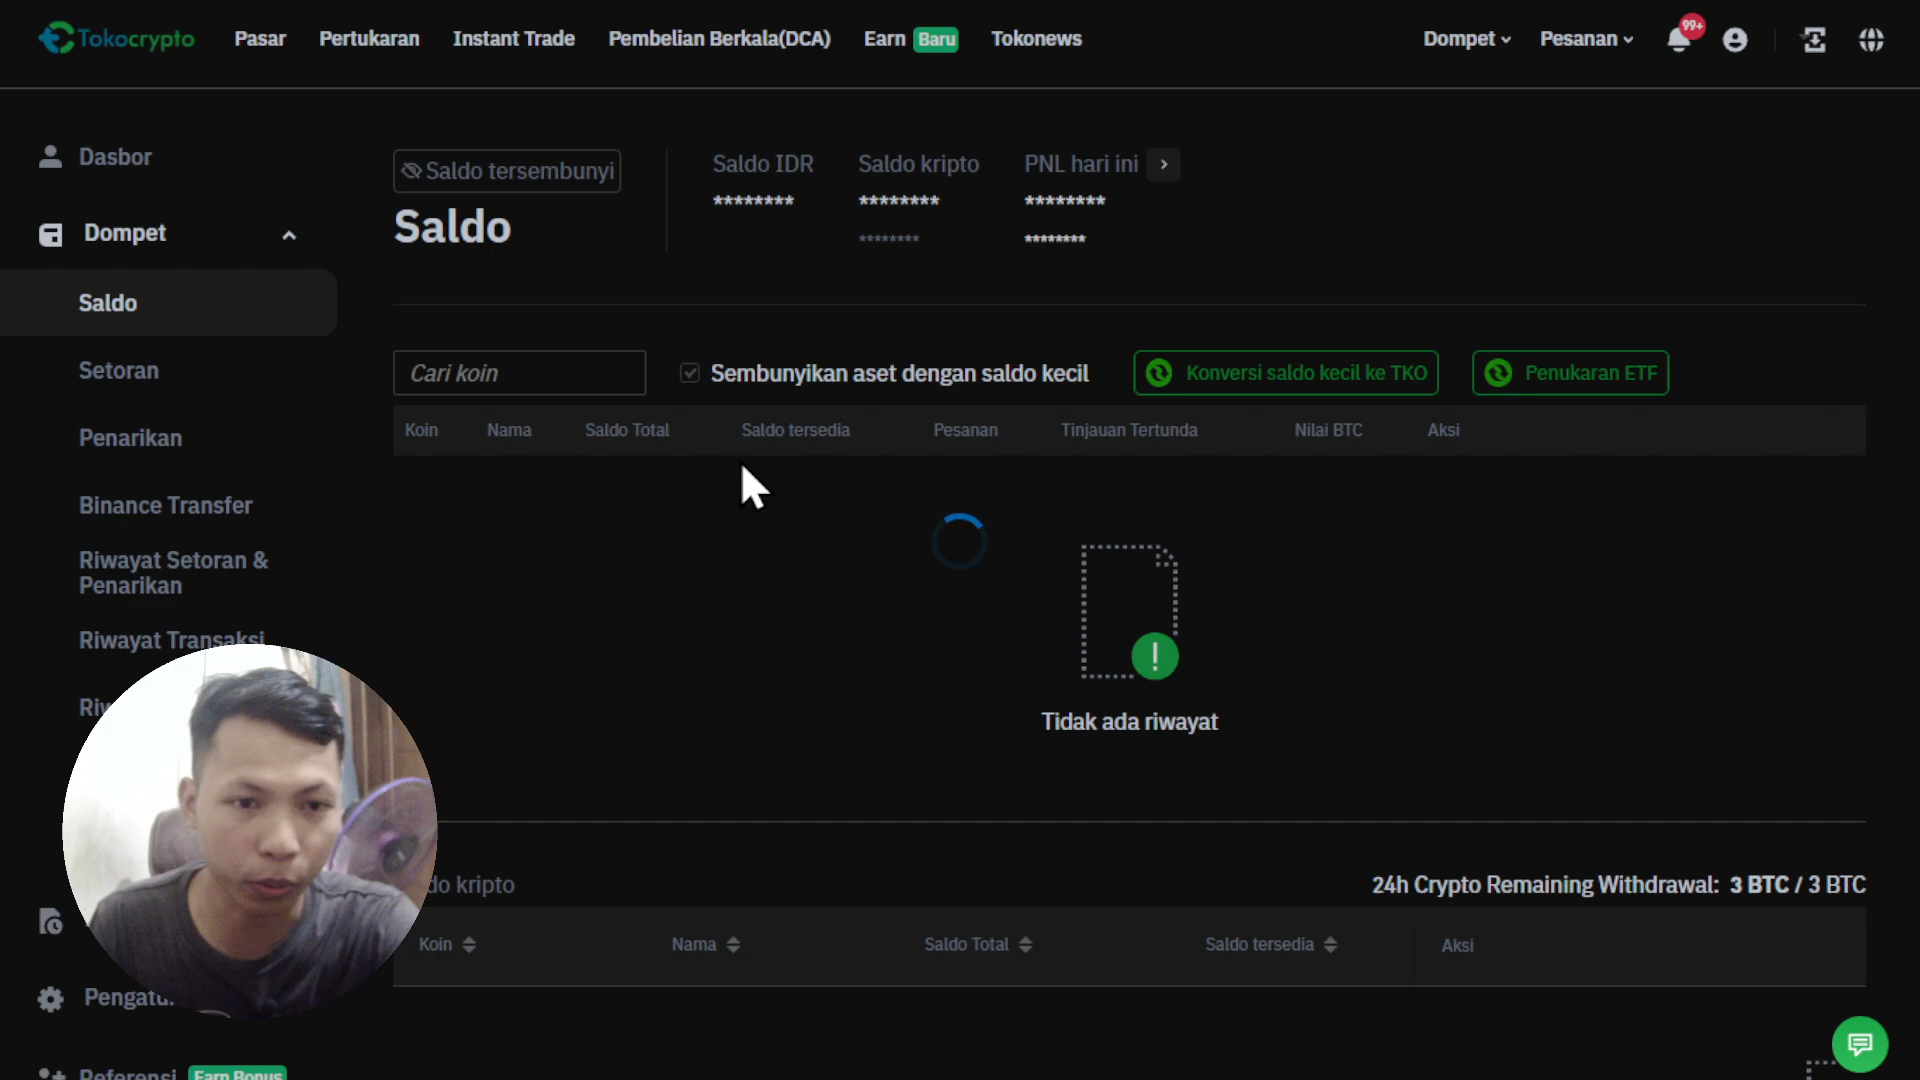 Tokocrypto
Pasar
Pertukaran
Instant Trade
Pembelian Berkala(DCA)
Earn Baru
Tokonews
Dompet
Pesanan
99+
Dasbor
Dompet
Saldo
Setoran
Penarikan
Binance Transfer
Riwayat Setoran &
Penarikan
Riwayat Transaksi
Saldo tersembunyi
Saldo
Saldo IDR
********
Saldo kripto
********
********
PNL hari ini
********
********
Cari koin
Sembunyikan aset dengan saldo kecil
Konversi saldo kecil ke TKO
Penukaran ETF
Koin
Nama
Saldo Total
Saldo tersedia
Pesanan
Tinjauan Tertunda
Nilai BTC
Aksi
Tidak ada riwayat
kripto
24h Crypto Remaining Withdrawal: 3 BTC / 3 BTC
Koin
Nama
Saldo Total
Saldo tersedia
Aksi
Referensi Earn Bonus